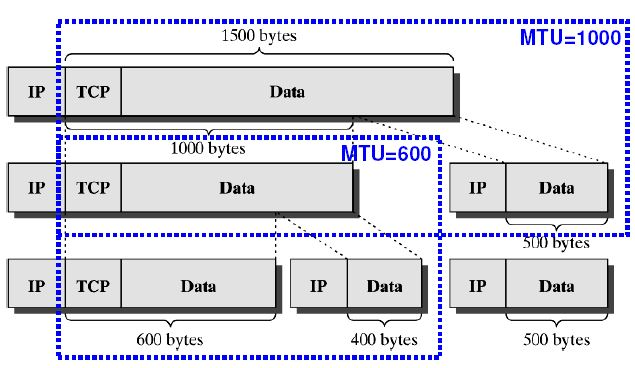 1500 bytes
MTU=1000
IP TCP Data
1000 bytes
MTU=600
IP TCP Data IP Data
500 bytes
IP TCP Data IP Data IP Data
600 bytes 400 bytes 500 bytes